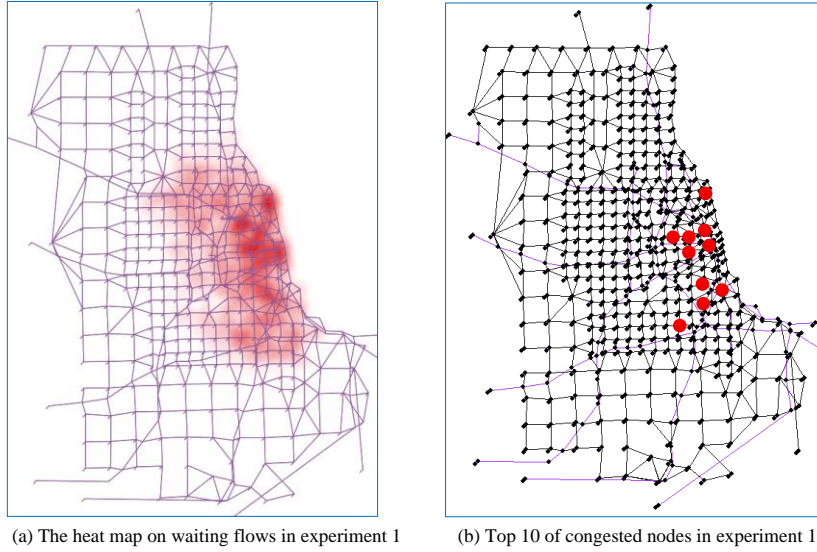 (a) The heat map on waiting flows in experiment 1
(b) Top 10 of congested nodes in experiment 1